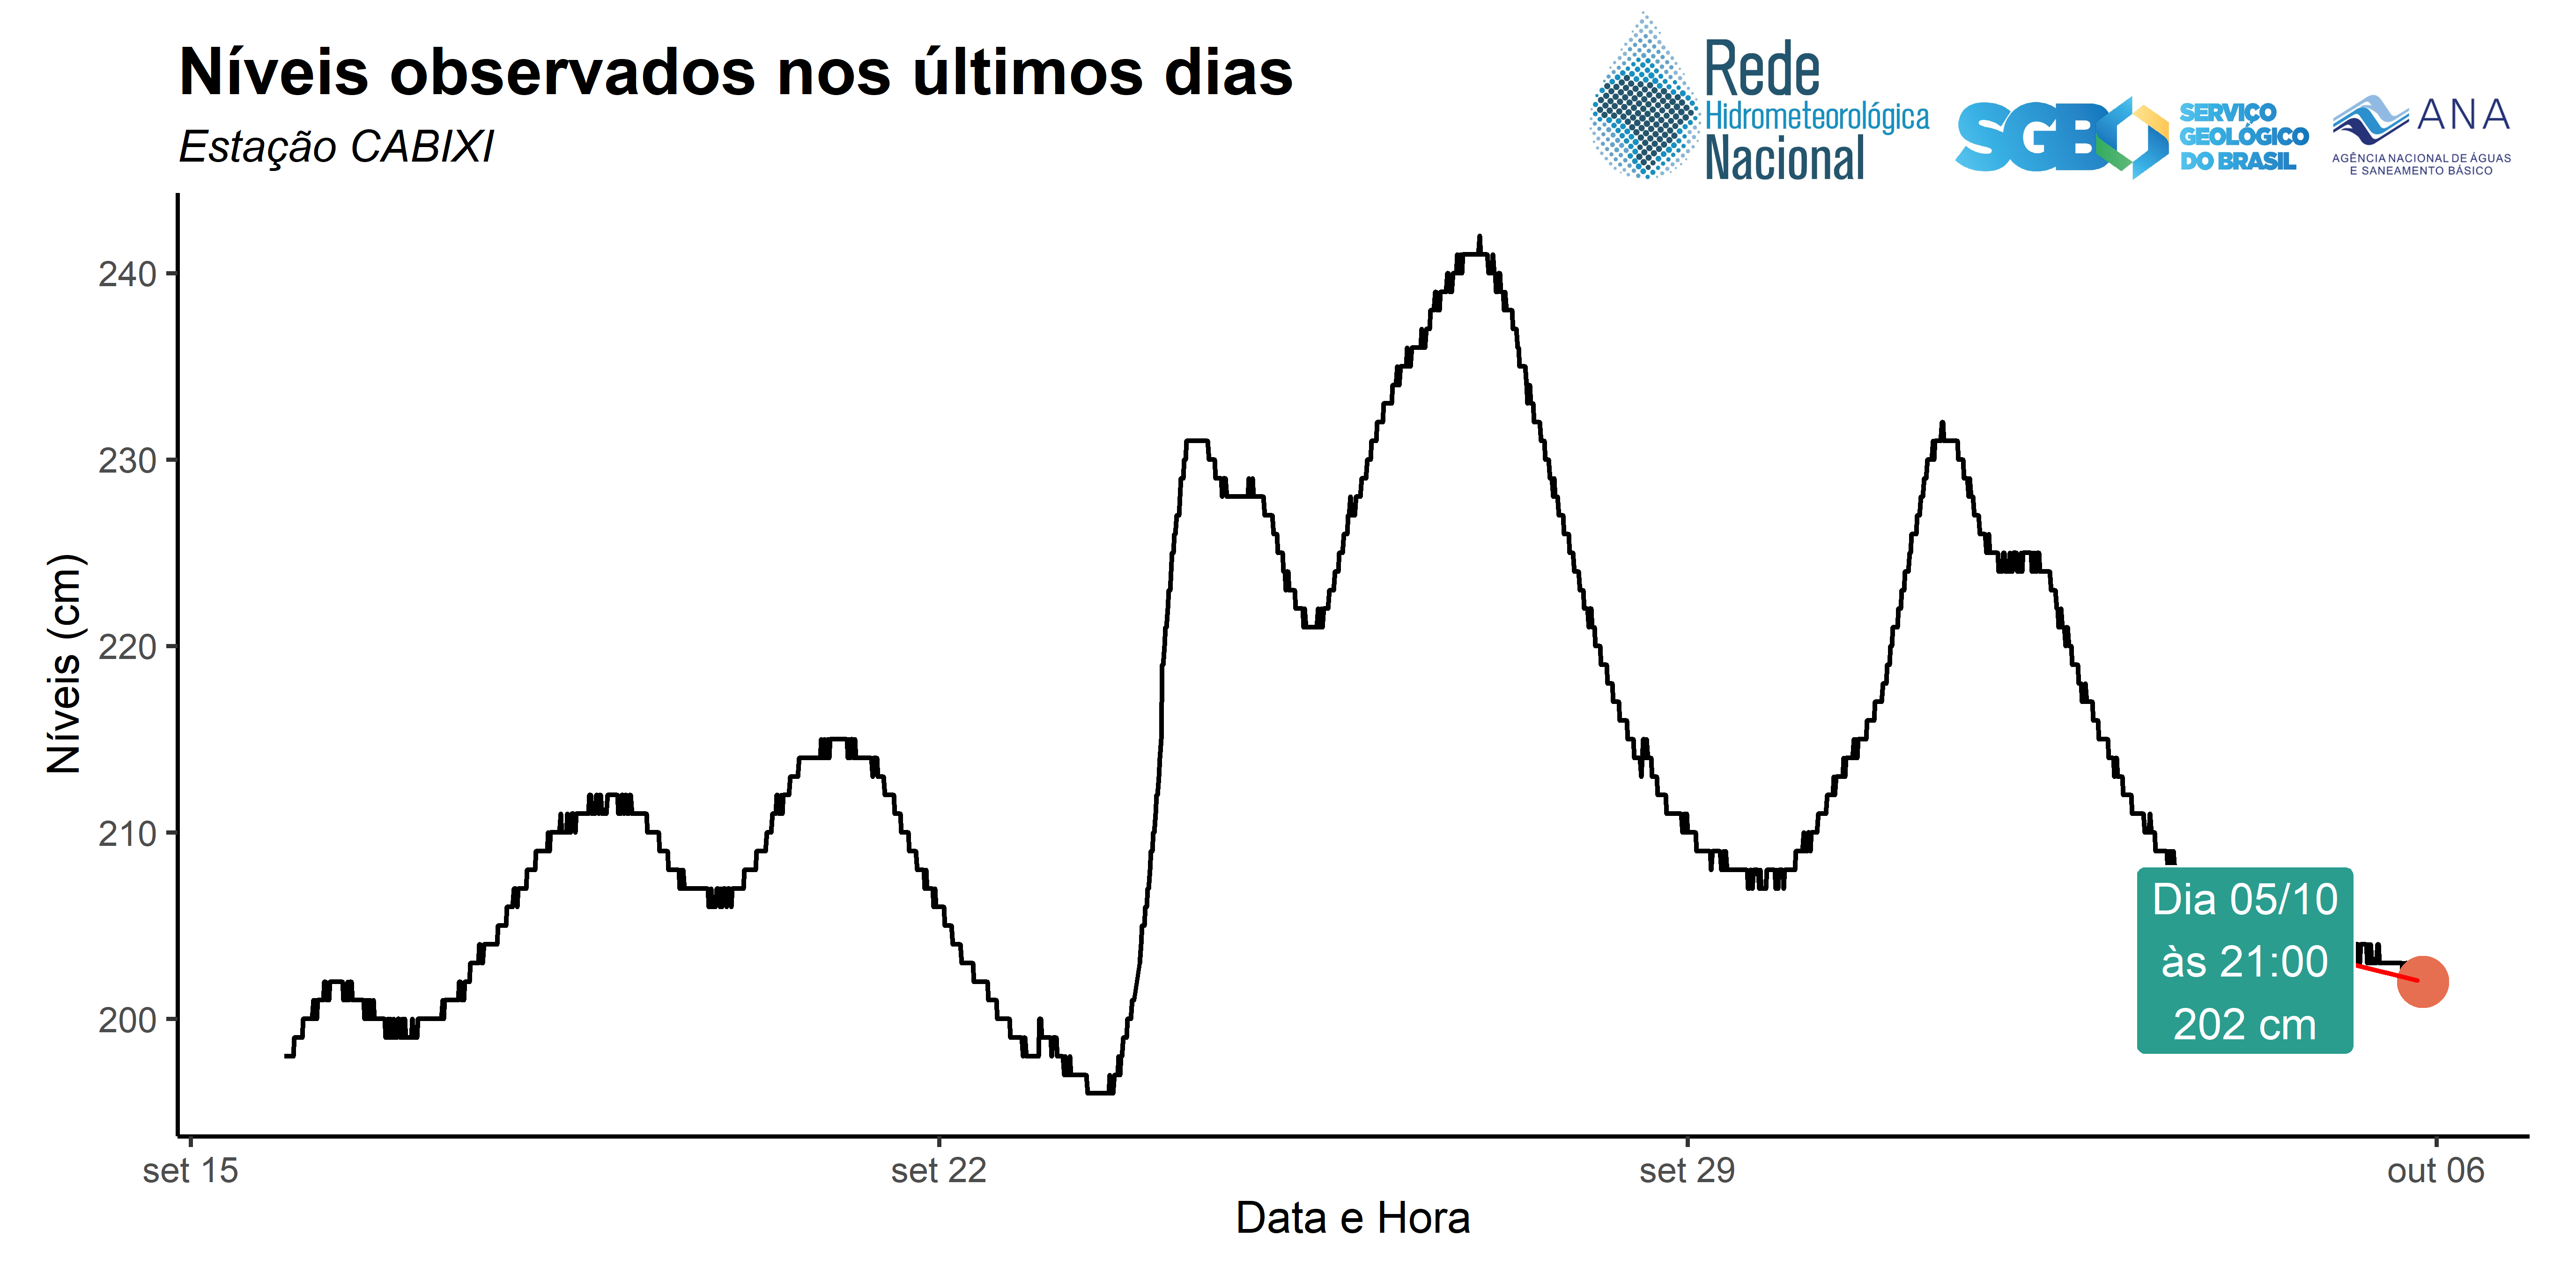 Níveis observados nos últimos dias
Estação CABIXI
Rede
Hidrometeorológica
Nacional
SGB
SERVIÇO
GEOLÓGICO
DO BRASIL
ANA
AGÊNCIA NACIONAL DE ÁGUAS
E SANEAMENTO BÁSICO
Níveis (cm)
240
230
220
210
200
Dia 05/10
às 21:00
202 cm
set 15
set 22
set 29
out 06
Data e Hora